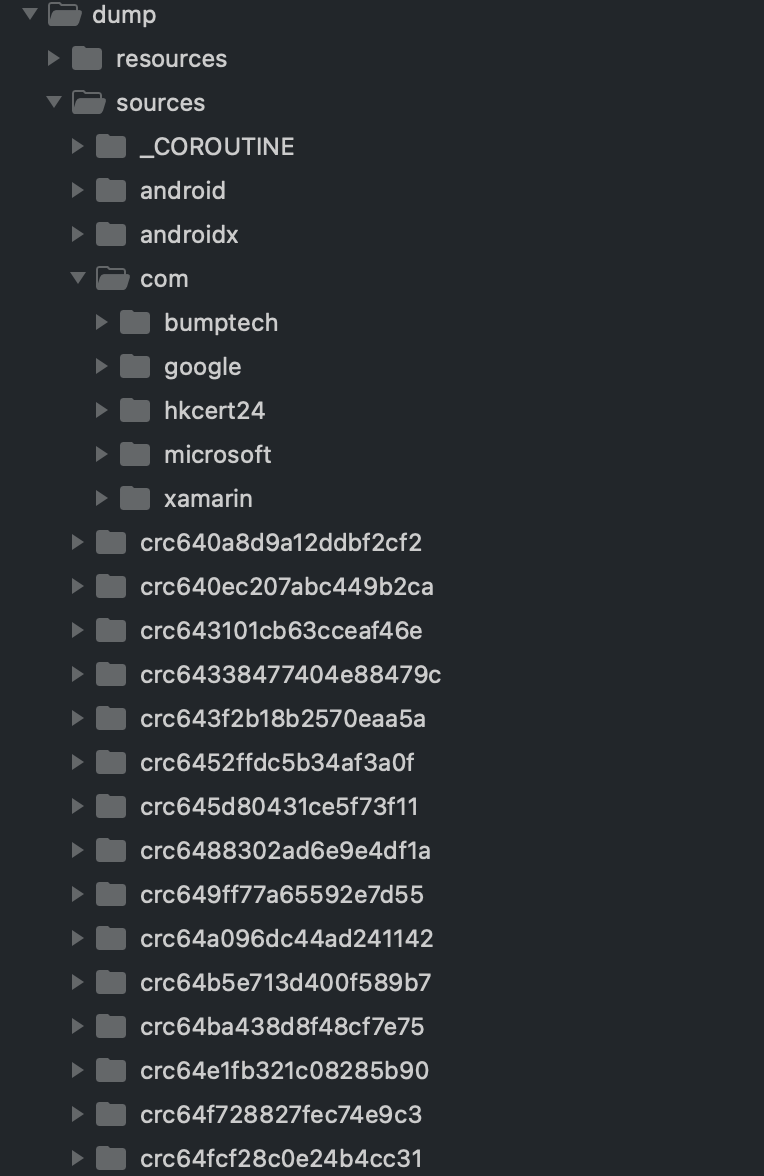 dump
resources
sources
_COROUTINE
android
androidx
com
bumptech
google
hkcert24
microsoft
xamarin
crc640a8d9a12ddbf2cf2
crc640ec207abc449b2ca
crc643101cb63cceaf46e
crc64338477404e88479c
crc643f2b18b2570eaa5a
crc6452ffdc5b34af3a0f
crc645d80431ce5f73f11
crc6488302ad6e9e4df1a
crc649ff77a65592e7d55
crc64a096dc44ad241142
crc64b5e713d400f589b7
crc64ba438d8f48cf7e75
crc64e1fb321c08285b90
crc64f728827fec74e9c3
crc64fcf28c0e24b4cc31